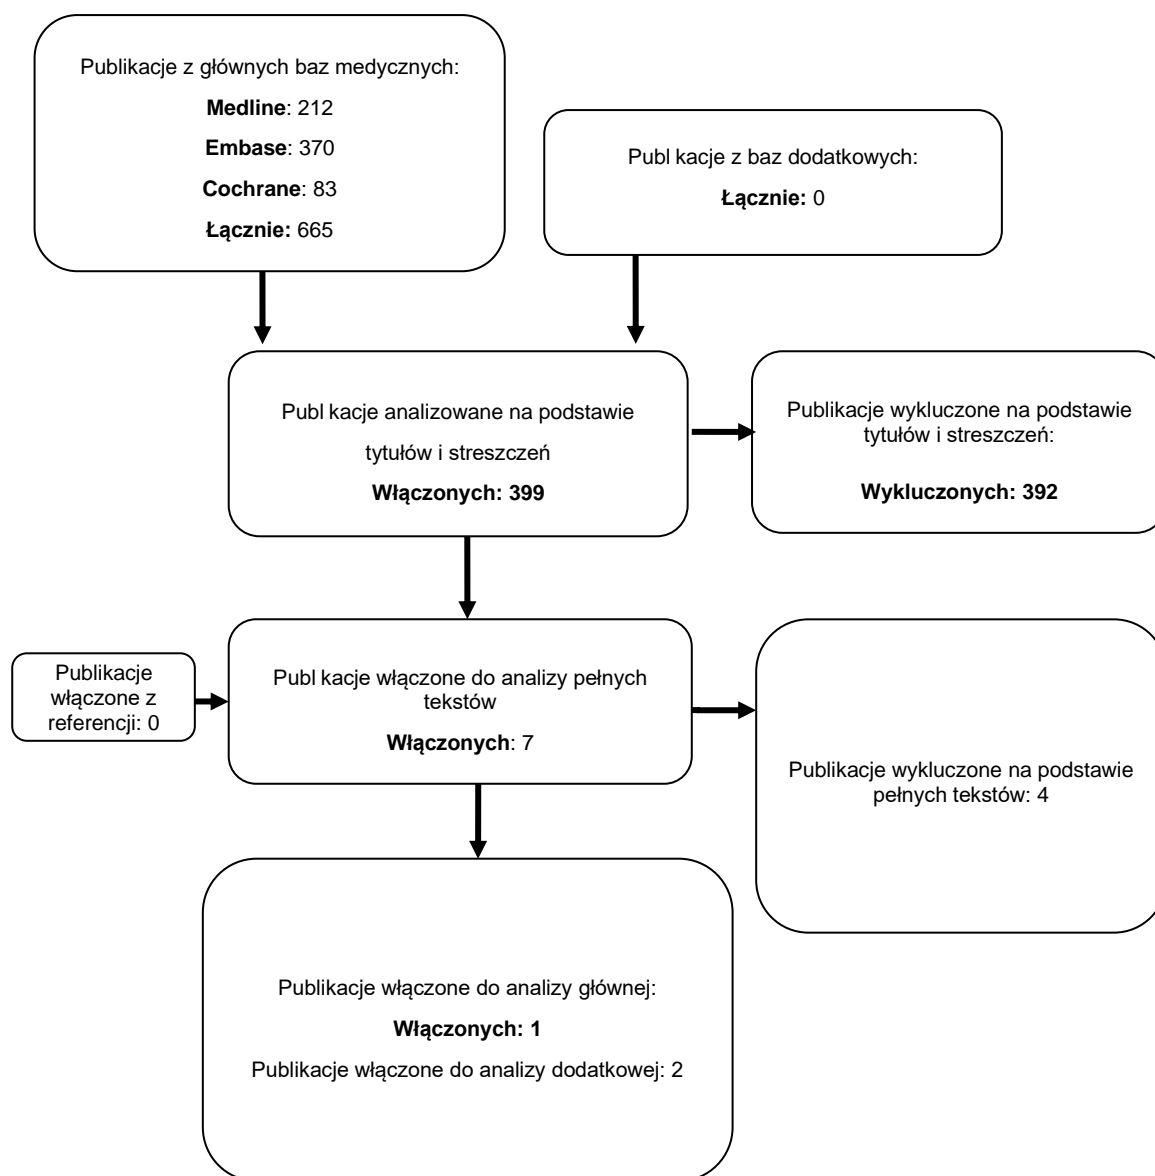 Publikacje z głównych baz medycznych:
Medline: 212
Embase: 370
Cochrane: 83
Łącznie: 665
Publ kacje z baz dodatkowych:
Łącznie: 0
Publ kacje analizowane na podstawie
tytułów i streszczeń
Włączonych: 399
Publikacje wykluczone na podstawie
tytułów i streszczeń:
Wykluczonych: 392
Publikacje
włączone z
referencji: 0
Publ kacje włączone do analizy pełnych
tekstów
Włączonych: 7
Publikacje wykluczone na podstawie
pełnych tekstów: 4
Publikacje włączone do analizy głównej:
Włączonych: 1
Publikacje włączone do analizy dodatkowej: 2